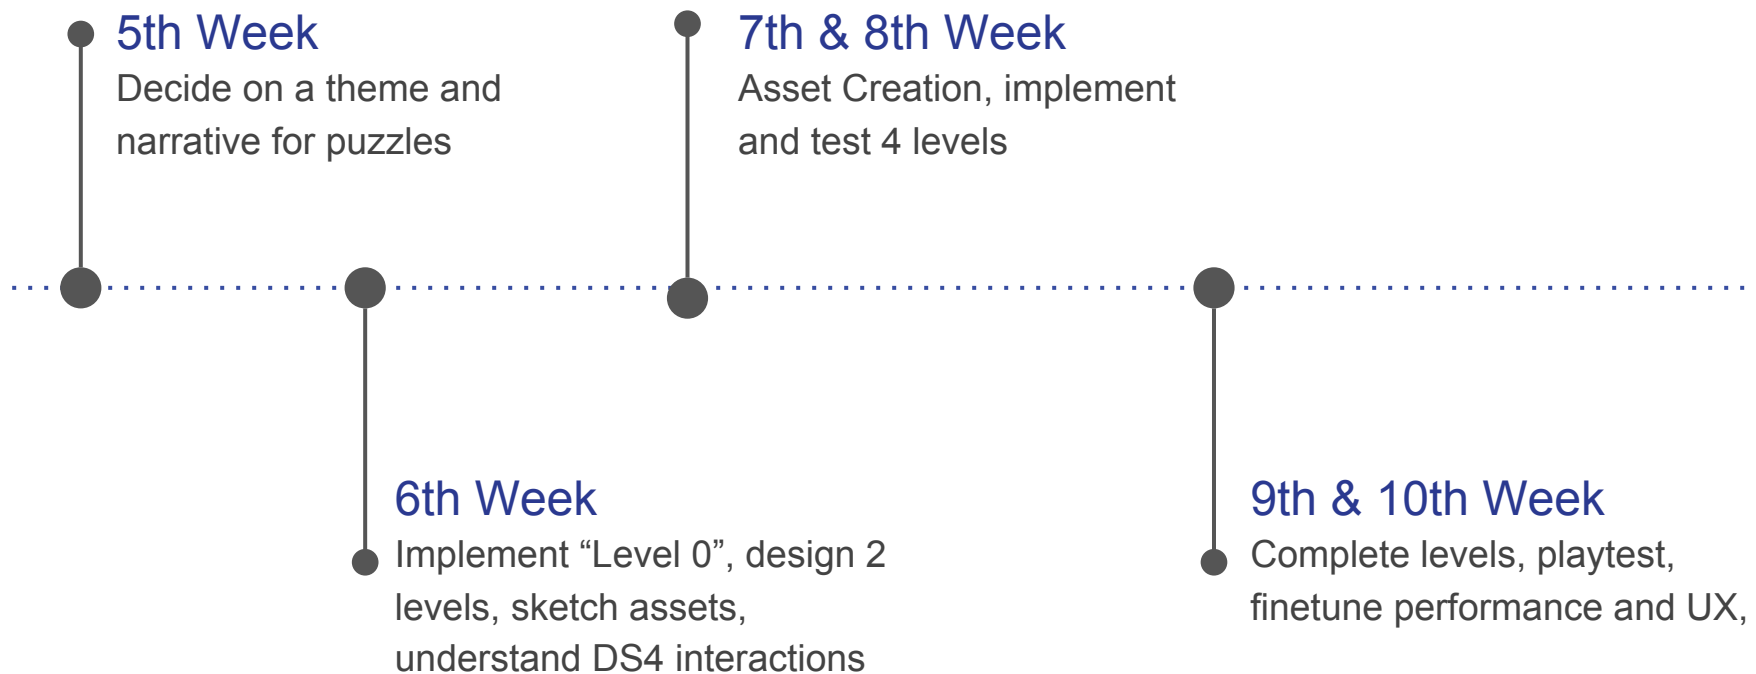 5th Week
Decide on a theme and
narrative for puzzles
7th & 8th Week
Asset Creation, implement
and test 4 levels
6th Week
Implement “Level 0”, design 2
levels, sketch assets,
understand DS4 interactions
9th & 10th Week
Complete levels, playtest,
finetune performance and UX,